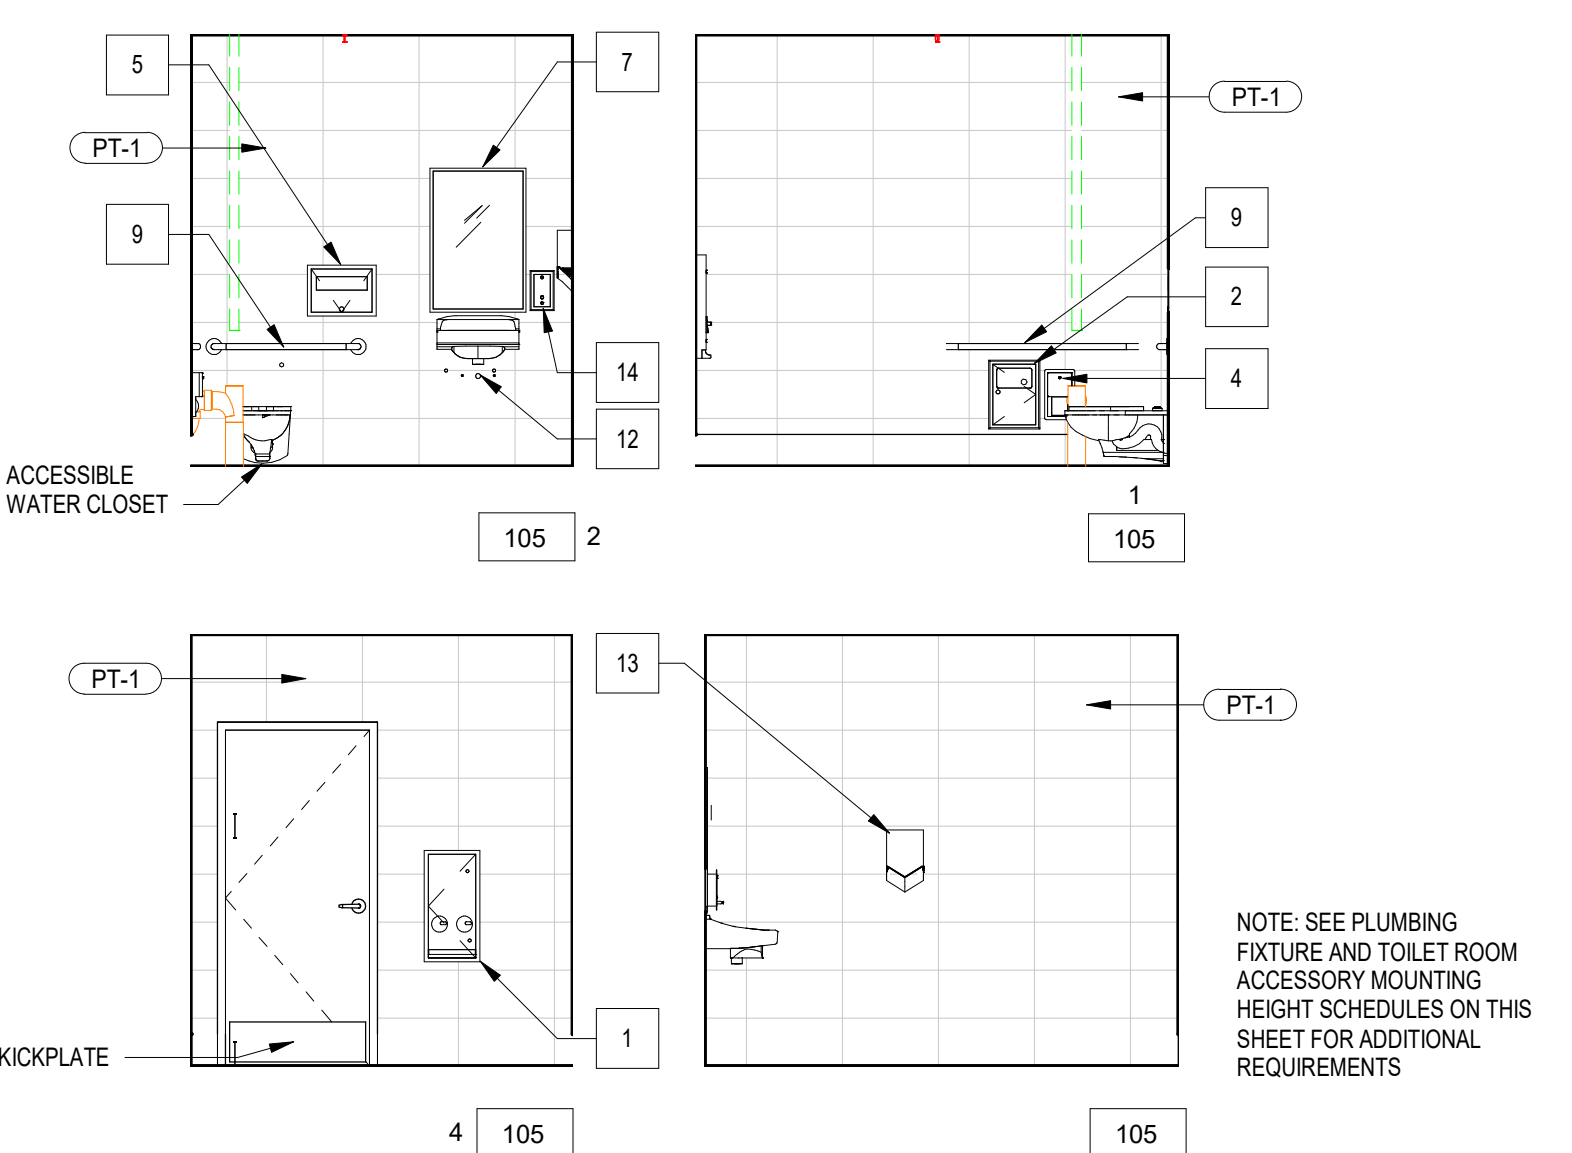 5
7
PT-1
PT-1
9
9
2
14
4
12
ACCESSIBLE
WATER CLOSET
1
105 2
105
PT-1
13
PT-1
NOTE: SEE PLUMBING
FIXTURE AND TOILET ROOM
ACCESSORY MOUNTING
HEIGHT SCHEDULES ON THIS
SHEET FOR ADDITIONAL
REQUIREMENTS
1
KICKPLATE
4 105
105